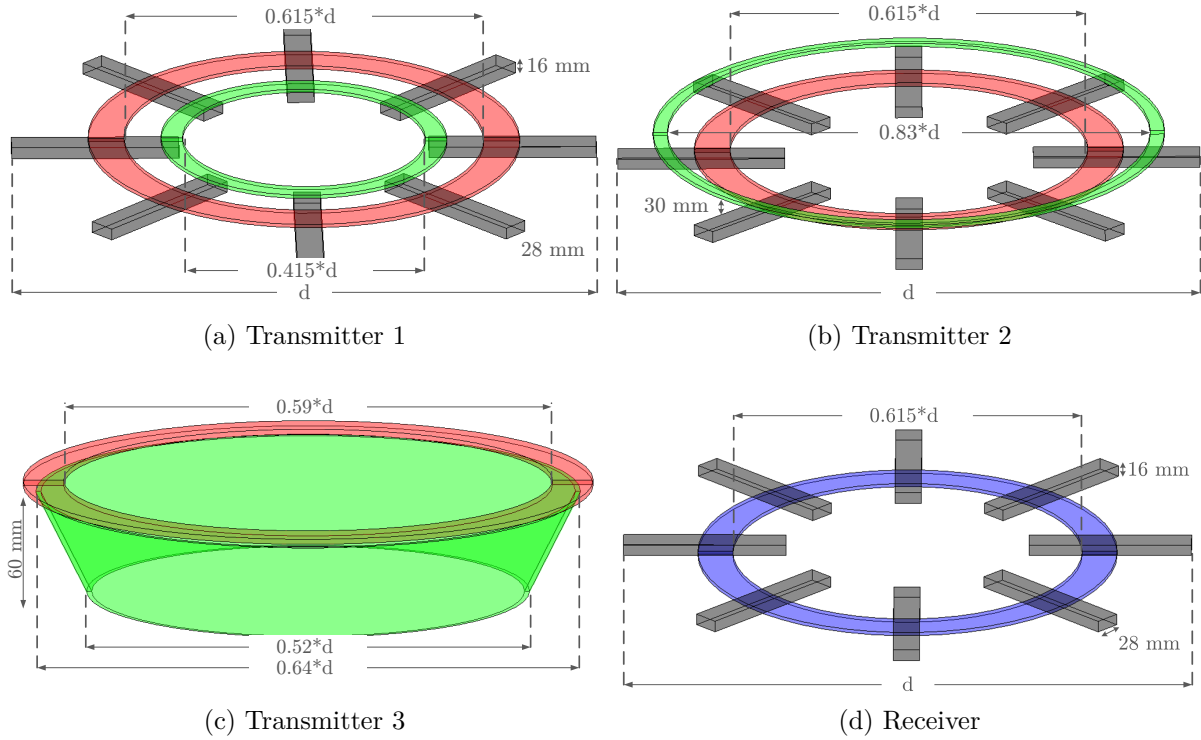 0.615*d
16 mm
28 mm
0.415*d
d
(a) Transmitter 1
0.615*d
0.83*d
30 mm
d
(b) Transmitter 2
0.59*d
60 mm
0.52*d
0.64*d
(c) Transmitter 3
0.615*d
16 mm
28 mm
d
(d) Receiver